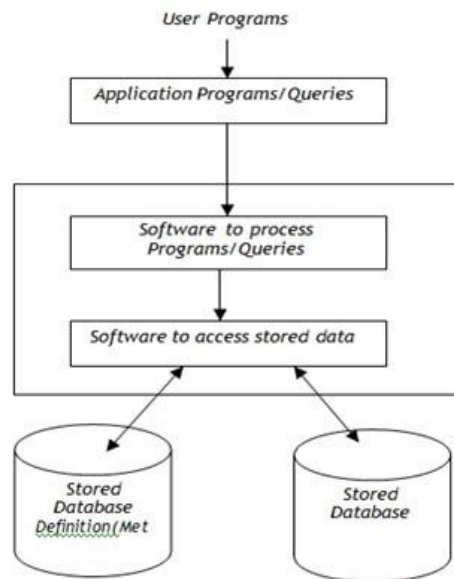 User Programs
Application Programs/Queries
Software to process
Programs/Queries
Software to access stored data
Stored
Database
Definition(Met
Stored
Database